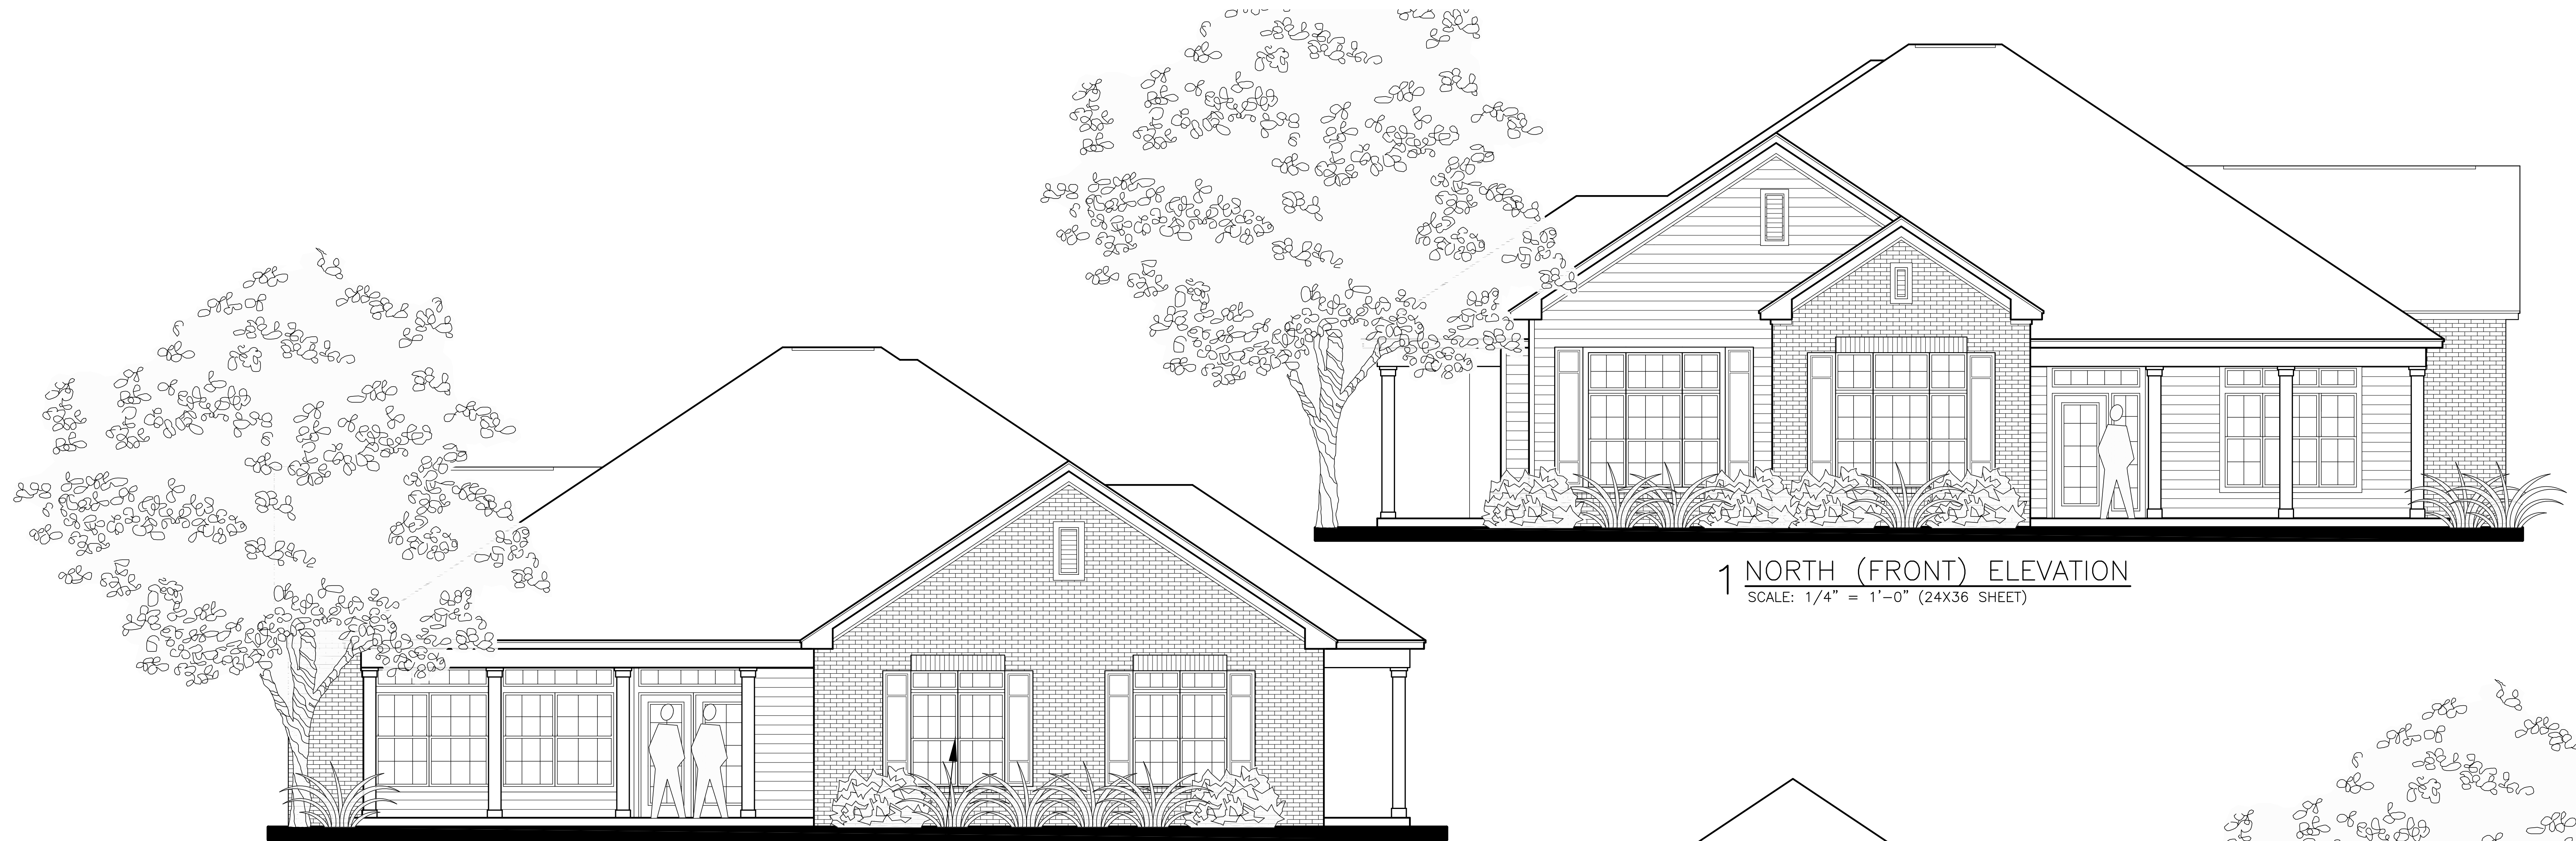 1 NORTH (FRONT) ELEVATION
SCALE: 1/4" = 1'-0" (24X36 SHEET)